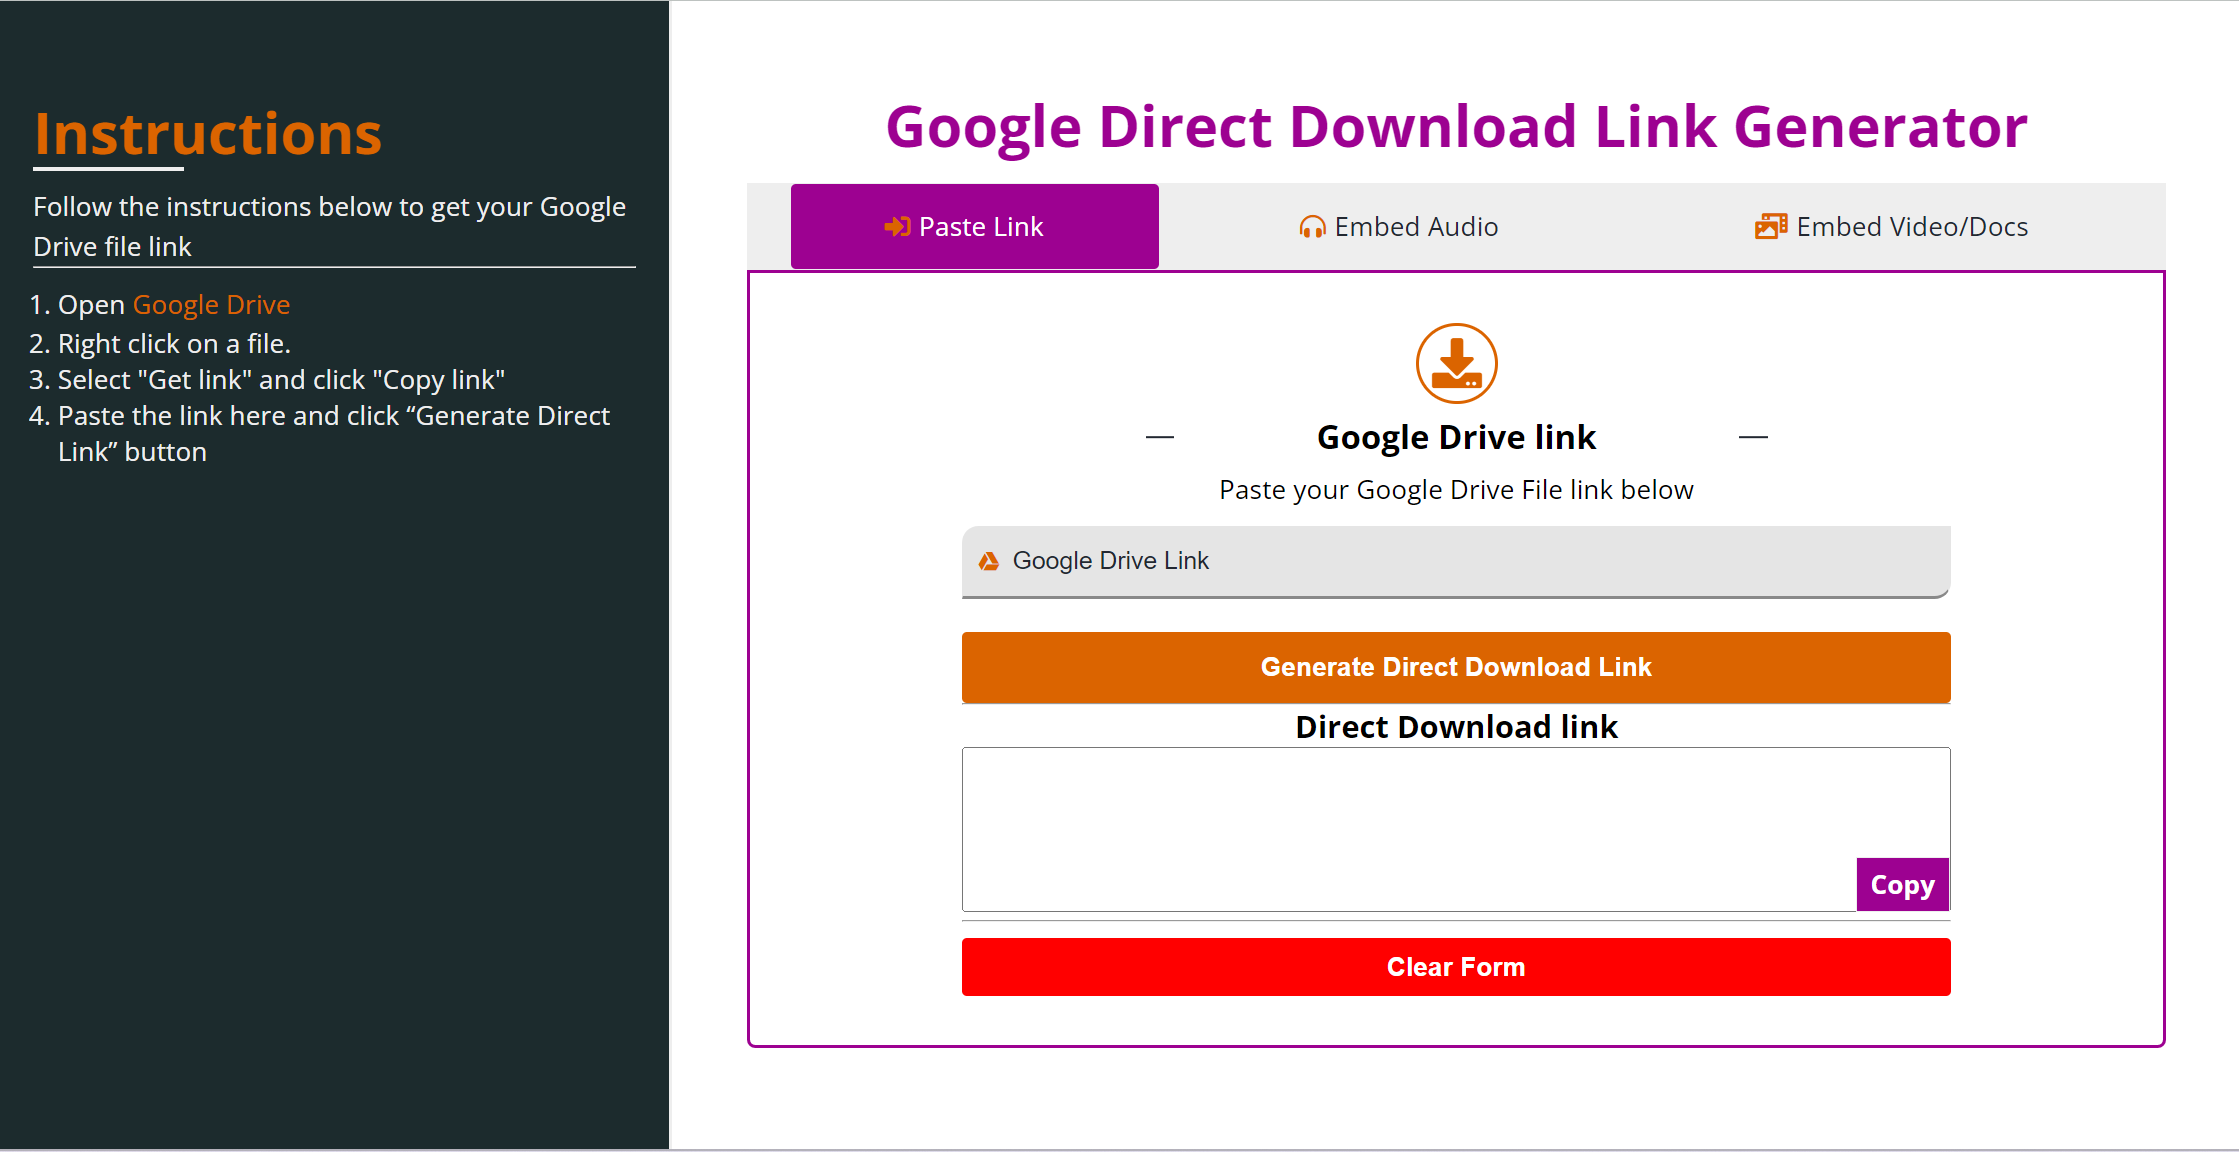 Instructions
Follow the instructions below to get your Google
Drive file link
1. Open Google Drive
2. Right click on a file.
3. Select "Get link" and click "Copy link"
4. Paste the link here and click “Generate Direct
Link” button
Google Direct Download Link Generator
Paste Link
Embed Audio
Embed Video/Docs
Google Drive link
Paste your Google Drive File link below
Google Drive Link
Generate Direct Download Link
Direct Download link
Copy
Clear Form